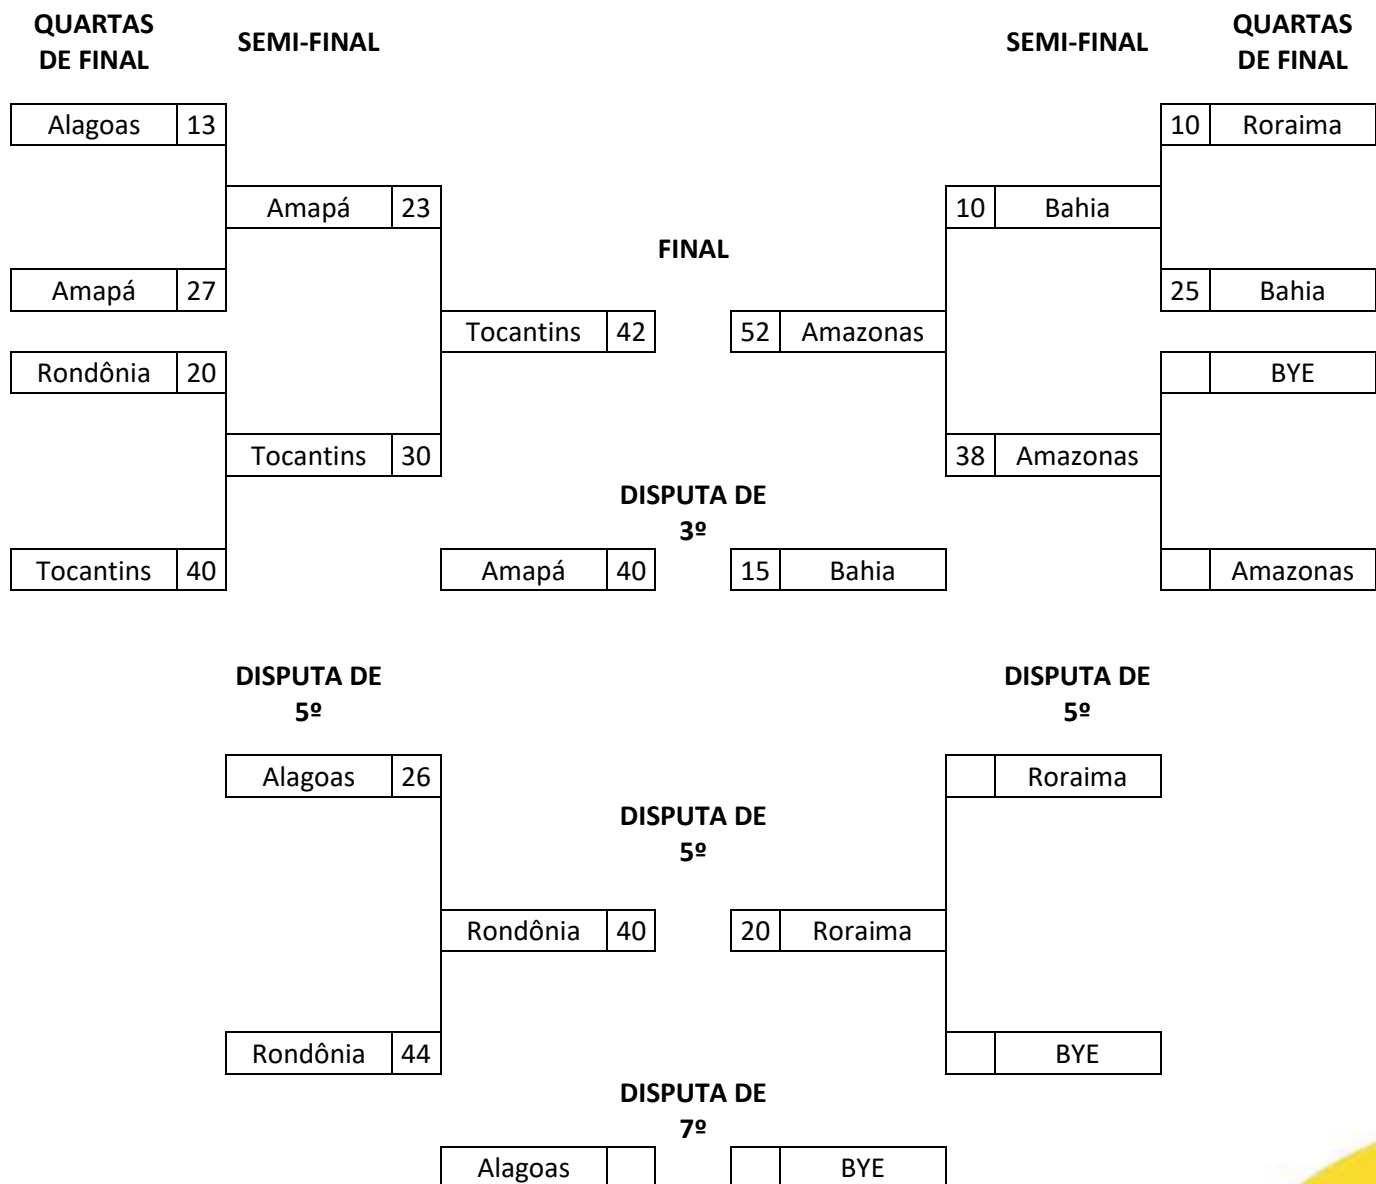 QUARTAS
DE FINAL
SEMI-FINAL
SEMI-FINAL
QUARTAS
DE FINAL
Alagoas 13
10 Roraima
Amapá 23
10 Bahia
FINAL
Amapá 27
25 Bahia
Tocantins 42
52 Amazonas
Rondônia 20
BYE
Tocantins 30
38 Amazonas
DISPUTA DE
3º
Tocantins 40
Amapá 40
15 Bahia
Amazonas
DISPUTA DE
5º
DISPUTA DE
5º
Alagoas 26
Roraima
DISPUTA DE
5º
Rondônia 40
20 Roraima
Rondônia 44
BYE
DISPUTA DE
7º
Alagoas
BYE